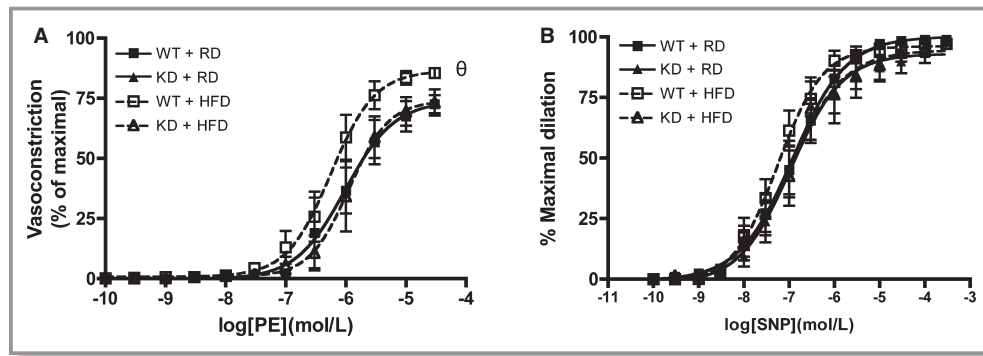 A
100
75
50
25
0
Vasoconstriction
(% of maximal)
WT + RD
KD + RD
WT + HFD
KD + HFD
θ
-10 -9 -8 -7 -6 -5 -4
log[PE](mol/L)
B
100
75
50
25
0
% Maximal dilation
WT + RD
KD + RD
WT + HFD
KD + HFD
-11 -10 -9 -8 -7 -6 -5 -4 -3
log[SNP](mol/L)